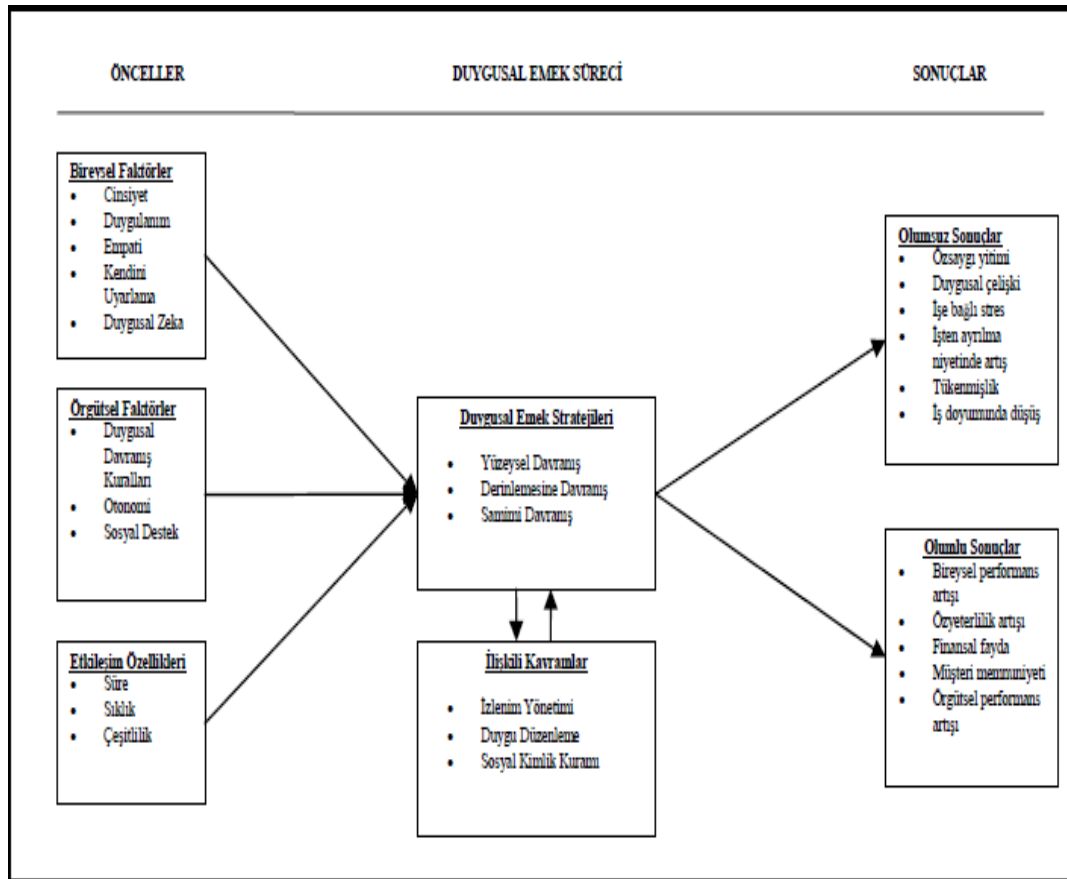 ÖNCELLER
DUYGUSAL EMEK SÜRECİ
SONUÇLAR
Bireysel Faktörler
• Cinsiyet
• Duygulanım
• Empati
• Kendini
Uyarlama
• Duygusal Zeka
Örgütsel Faktörler
• Duygusal
Davranış
Kuralları
• Otonomi
• Sosyal Destek
Etkileşim Özellikleri
• Süre
• Sıklık
• Çeşitlilik
Duygusal Emek Stratejileri
• Yüzeysel Davranış
• Derinlemesine Davranış
• Samimi Davranış
İlişkili Kavramlar
• İzlenim Yönetimi
• Duygu Düzenleme
• Sosyal Kimlik Kuramı
Olumsuz Sonuçlar
• Özsaygı yitimi
• Duygusal çelişki
• İşe bağlı stres
• İşten ayrılma
niyetinde artış
• Tükenmişlik
• İş doyumunda düşüş
Olumlu Sonuçlar
• Bireysel performans
artışı
• Özyeterlilik artışı
• Finansal fayda
• Müşteri memnuniyeti
• Örgütsel performans
artışı